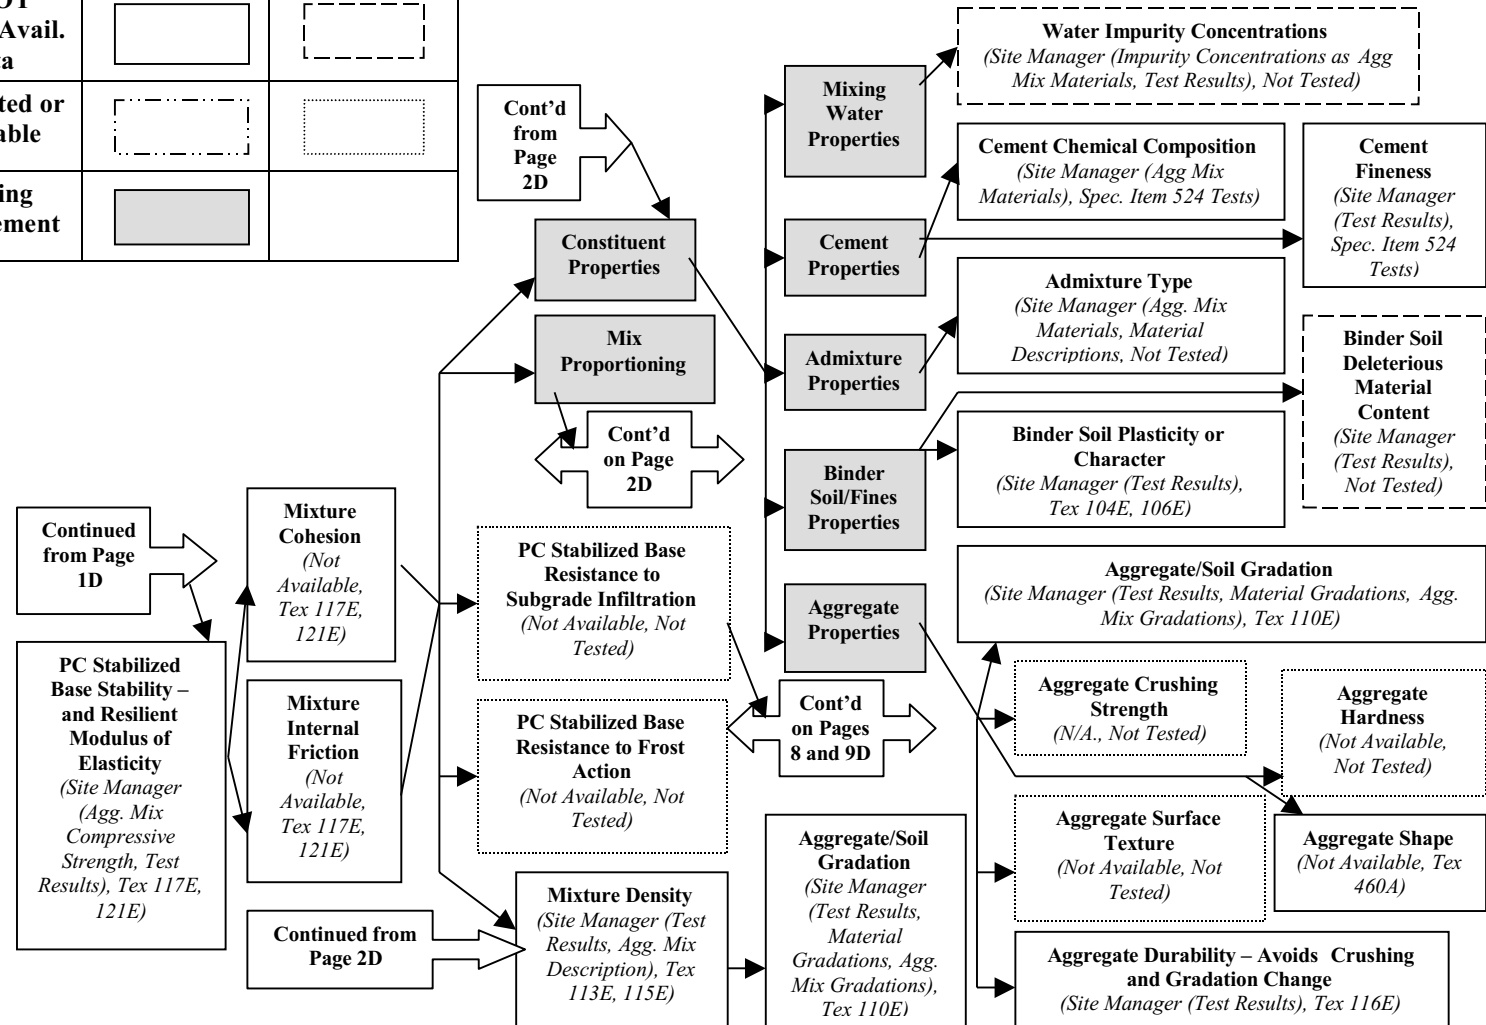 Avail.
or
Cont’d
from
Page
2D
Constituent
Properties
Mix
Proportioning
Cont’d
on Page
2D
Continued
from Page
1D
PC Stabilized
Base Stability –
and Resilient
Modulus of
Elasticity
(Site Manager
(Agg. Mix
Compressive
Strength, Test
Results), Tex 117E,
121E)
Mixture
Cohesion
(Not
Available,
Tex 117E,
121E)
Mixture
Internal
Friction
(Not
Available,
Tex 117E,
121E)
Continued from
Page 2D
PC Stabilized Base
Resistance to
Subgrade Infiltration
(Not Available, Not
Tested)
PC Stabilized Base
Resistance to Frost
Action
(Not Available, Not
Tested)
Mixture Density
(Site Manager (Test
Results, Agg. Mix
Description), Tex
113E, 115E)
Cont’d
on Pages
8 and 9D
Aggregate/Soil
Gradation
(Site Manager
(Test Results,
Material
Gradations, Agg.
Mix Gradations),
Tex 110E)
Mixing
Water
Properties
Cement
Properties
Admixture
Properties
Binder
Soil/Fines
Properties
Aggregate
Properties
Water Impurity Concentrations
(Site Manager (Impurity Concentrations as Agg
Mix Materials, Test Results), Not Tested)
Cement Chemical Composition
(Site Manager (Agg Mix
Materials), Spec. Item 524 Tests)
Cement
Fineness
(Site Manager
(Test Results),
Spec. Item 524
Tests)
Admixture Type
(Site Manager (Agg. Mix
Materials, Material
Descriptions, Not Tested)
Binder Soil
Deleterious
Material
Content
(Site Manager
(Test Results),
Not Tested)
Binder Soil Plasticity or
Character
(Site Manager (Test Results),
Tex 104E, 106E)
Aggregate/Soil Gradation
(Site Manager (Test Results, Material Gradations, Agg.
Mix Gradations), Tex 110E)
Aggregate Crushing
Strength
(N/A., Not Tested)
Aggregate
Hardness
(Not Available,
Not Tested)
Aggregate Surface
Texture
(Not Available, Not
Tested)
Aggregate Shape
(Not Available, Tex
460A)
Aggregate Durability – Avoids Crushing
and Gradation Change
(Site Manager (Test Results), Tex 116E)